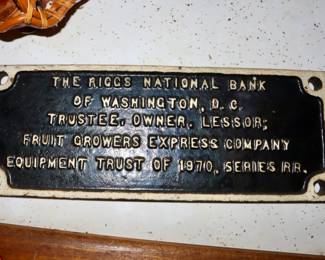 THE RIGGS NATIONAL BANK
OF WASHINGTON, D.C.
TRUSTEE, OWNER, LESSOR;
FRUIT GROWERS EXPRESS COMPANY
EQUIPMENT TRUST OF 1970, SERIES RR.